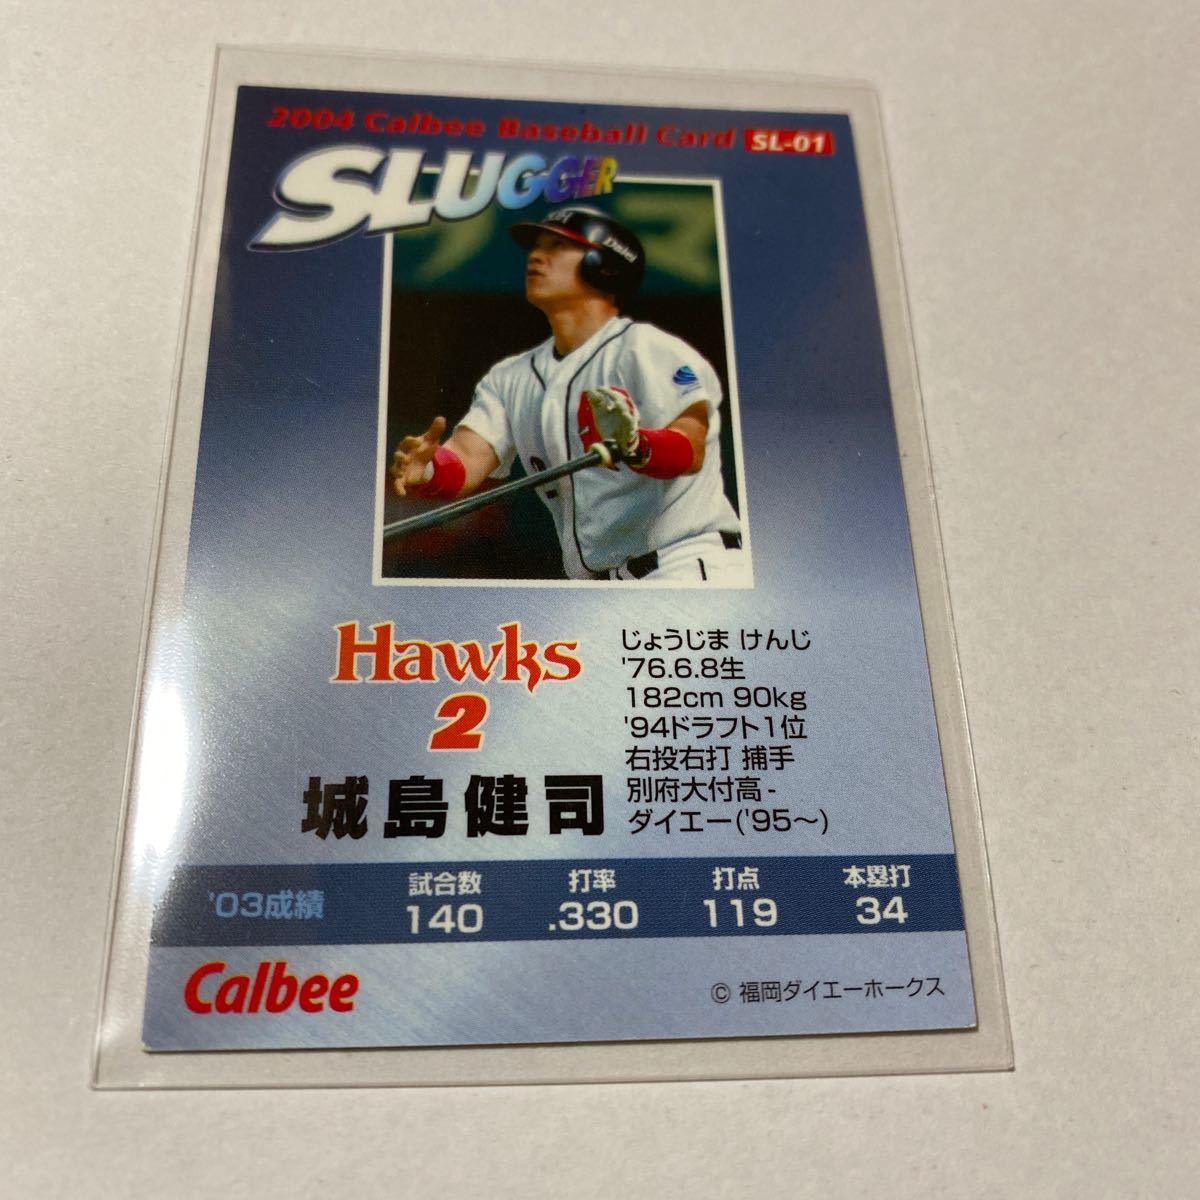 2004 Calbee Baseball Card SL-01
SLUGGER
Daiei
Hawks
2
城島健司
じょうじま けんじ
'76.6.8生
182cm 90kg
'94ドラフト1位
右投右打 捕手
別府大付高-
ダイエー('95～)
'03成績
試合数 打率 打点 本塁打
140 .330 119 34
Calbee
© 福岡ダイエーホークス